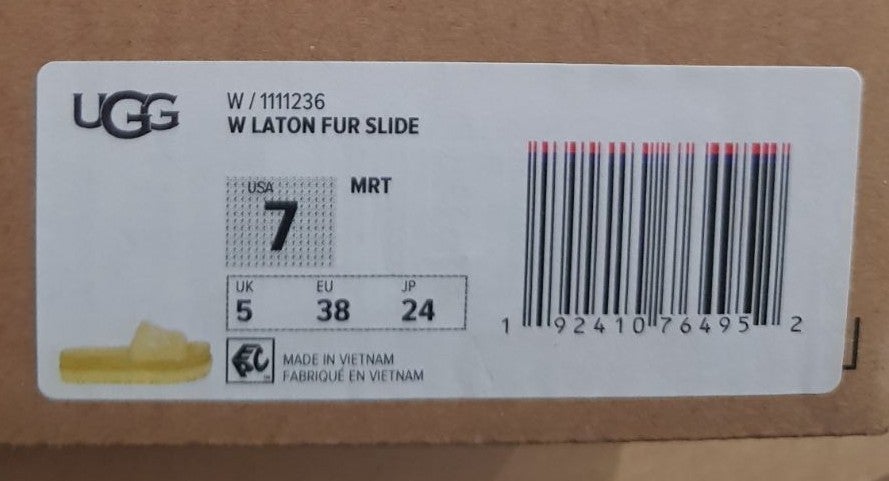 UGG
W / 1111236
W LATON FUR SLIDE
USA
7
MRT
UK EU JP
5 38 24
MADE IN VIETNAM
FABRIQUÉ EN VIETNAM
1 92410 76495 2